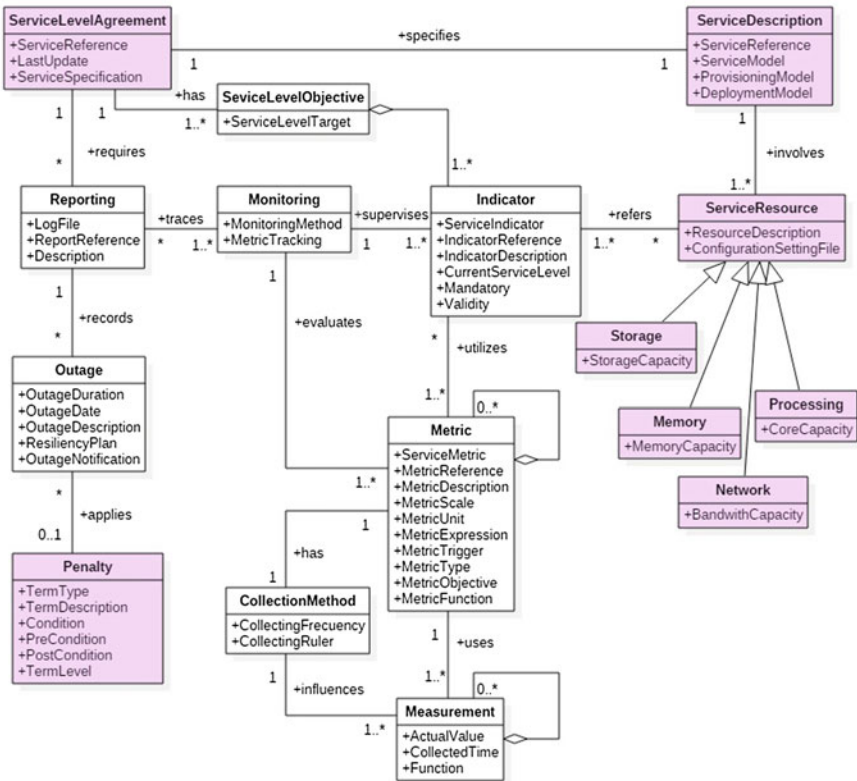 ServiceLevelAgreement
+ServiceReference
+LastUpdate
+ServiceSpecification
+specifies
1
1
ServiceDescription
+ServiceReference
+ServiceModel
+ProvisioningModel
+DeploymentModel
+has
1
1..*
SeviceLevelObjective
+ServiceLevelTarget
1
*
+requires
1..*
1
1..*
+involves
Reporting
+LogFile
+ReportReference
+Description
+traces
*
1..*
Monitoring
+MonitoringMethod
+MetricTracking
+supervises
1
1..*
Indicator
+ServiceIndicator
+IndicatorReference
+IndicatorDescription
+CurrentServiceLevel
+Mandatory
+Validity
+refers
1..*
*
ServiceResource
+ResourceDescription
+ConfigurationSettingFile
1
*
+records
1
+evaluates
1..*
*
1..*
+utilizes
Storage
+StorageCapacity
Memory
+MemoryCapacity
Processing
+CoreCapacity
Network
+BandwithCapacity
Outage
+OutageDuration
+OutageDate
+OutageDescription
+ResiliencyPlan
+OutageNotification
*
0..1
+applies
Penalty
+TermType
+TermDescription
+Condition
+PreCondition
+PostCondition
+TermLevel
0..*
Metric
+ServiceMetric
+MetricReference
+MetricDescription
+MetricScale
+MetricUnit
+MetricExpression
+MetricTrigger
+MetricType
+MetricObjective
+MetricFunction
1
+has
1
CollectionMethod
+CollectingFrecuency
+CollectingRuler
1
+uses
1..*
1
+influences
1..*
0..*
Measurement
+ActualValue
+CollectedTime
+Function